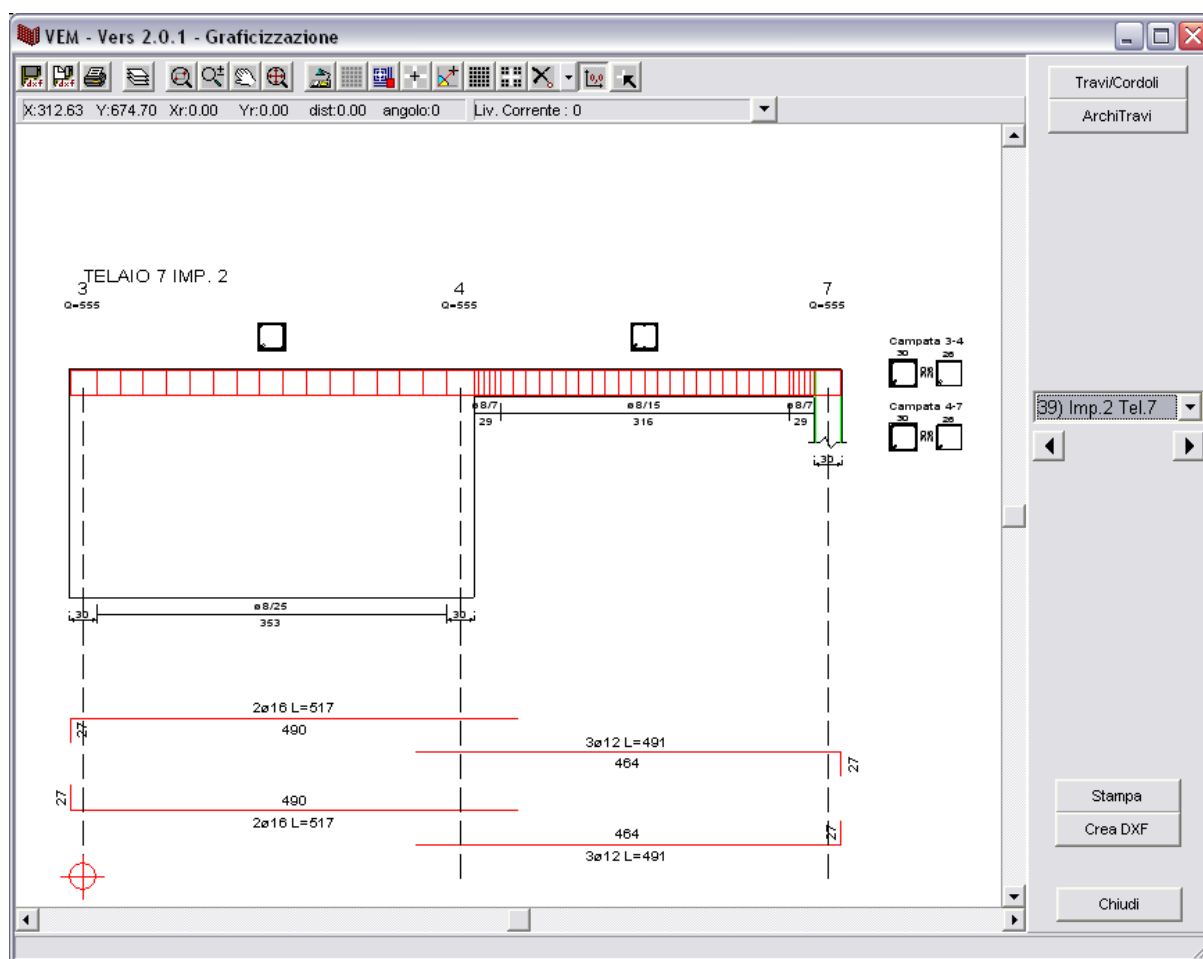 VEM - Vers 2.0.1 - Graficizzazione
X:312.63 Y:674.70 Xr:0.00 Yr:0.00 dist:0.00 angolo:0 Liv. Corrente : 0
Travi/Cordoli
ArchiTravi
TELAIO 7 IMP. 2
3 4 7
Q=555 Q=555 Q=555
Campata 3-4
30 26
Campata 4-7
30 26
39) Imp.2 Tel.7
ø8/7 ø8/15 ø8/7
29 316 29
30
30 ø8/25 30
353
2ø16 L=517
27 490
3ø12 L=491
464 27
27 490
2ø16 L=517
464 27
3ø12 L=491
Stampa
Crea DXF
Chiudi